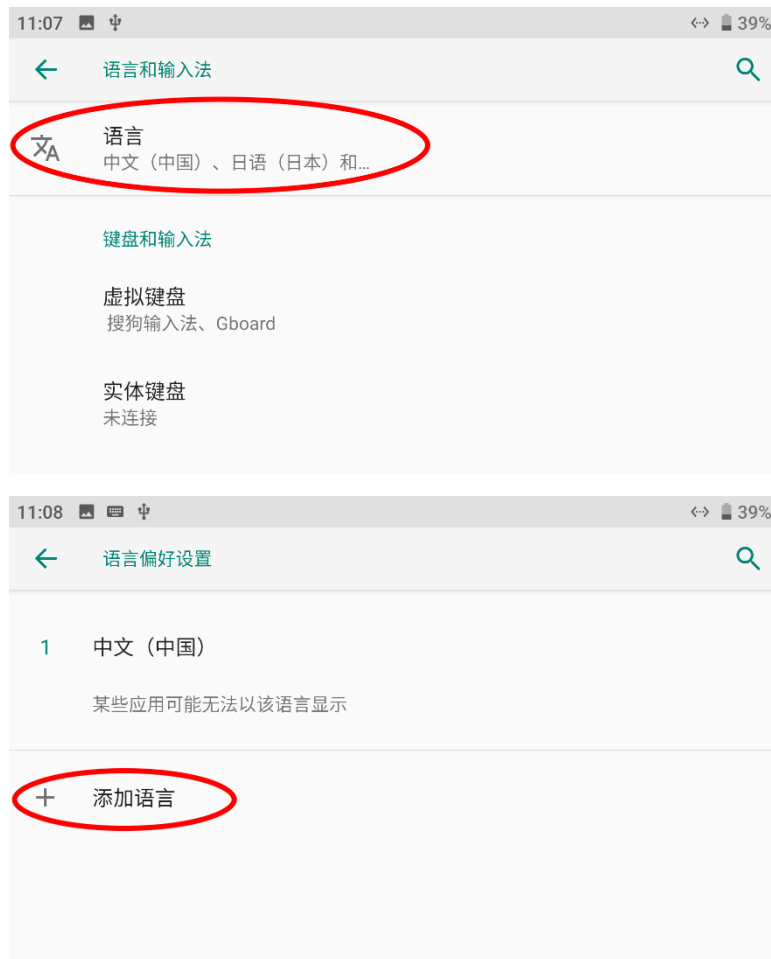 11:07
39%
语言和输入法
语言
中文（中国）、日语（日本）和...
键盘和输入法
虚拟键盘
搜狗输入法、Gboard
实体键盘
未连接
11:08
39%
语言偏好设置
1 中文（中国）
某些应用可能无法以该语言显示
+ 添加语言